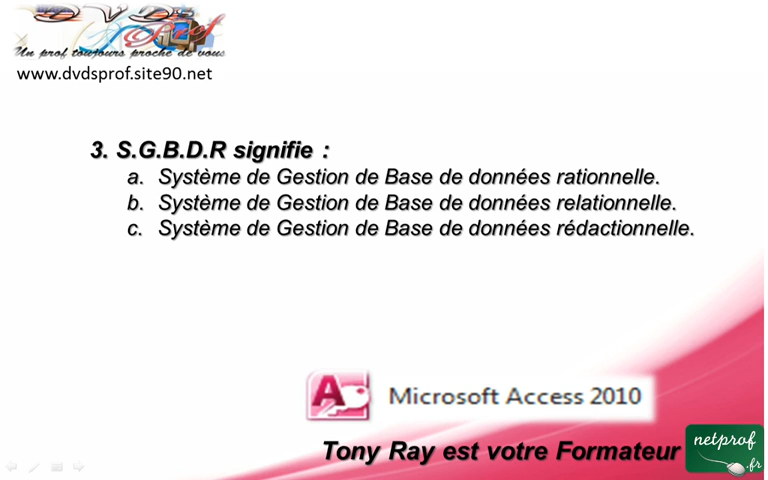 DVDS Prof
Un prof toujours proche de vous
www.dvdsprof.site90.net
3. S.G.B.D.R signifie :
a. Système de Gestion de Base de données rationnelle.
b. Système de Gestion de Base de données relationnelle.
c. Système de Gestion de Base de données rédactionnelle.
A Microsoft Access 2010
Tony Ray est votre Formateur
netprof
.fr